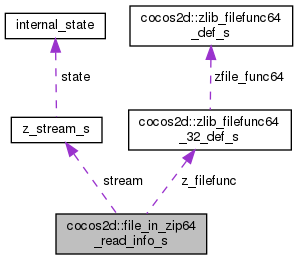 internal_state
cocos2d::zlib_filefunc64
_def_s
state
zfile_func64
z_stream_s
cocos2d::zlib_filefunc64
_32_def_s
stream
z_filefunc
cocos2d::file_in_zip64
_read_info_s